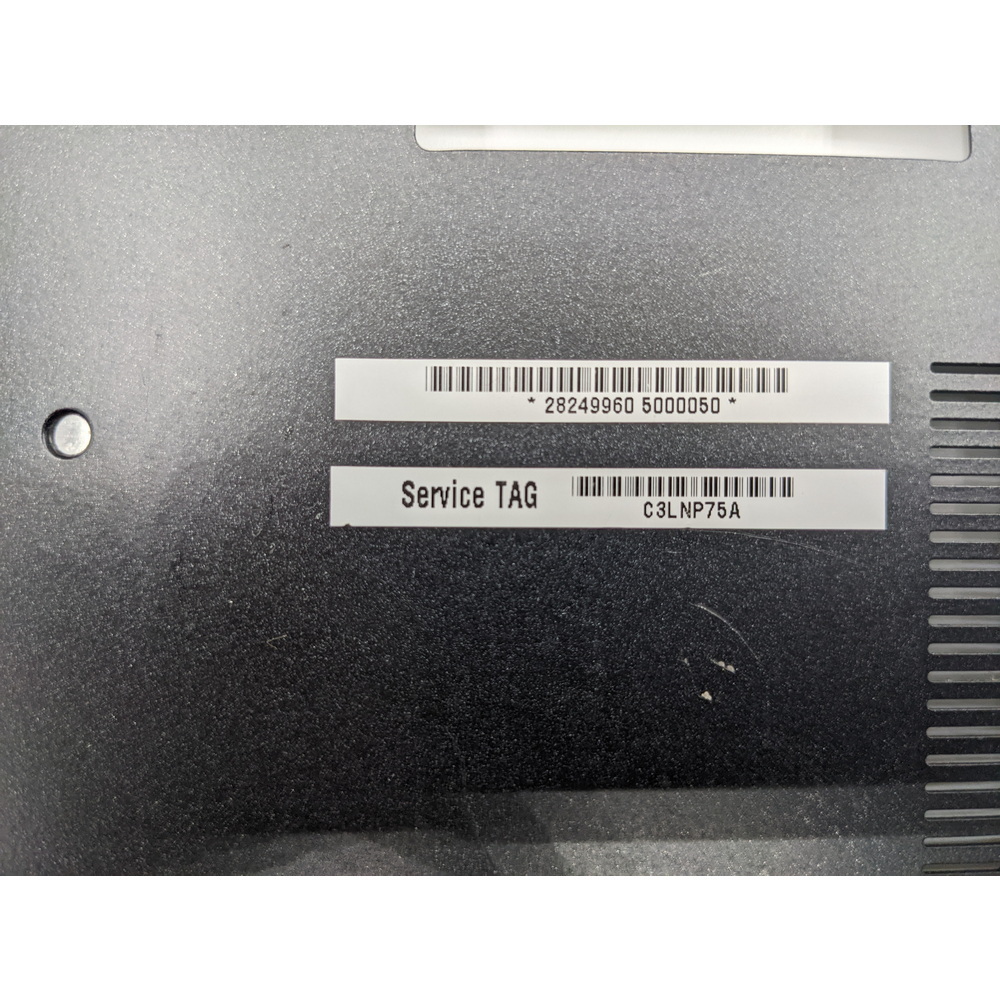 * 28249960 5000050 *
Service TAG
C3LNP75A